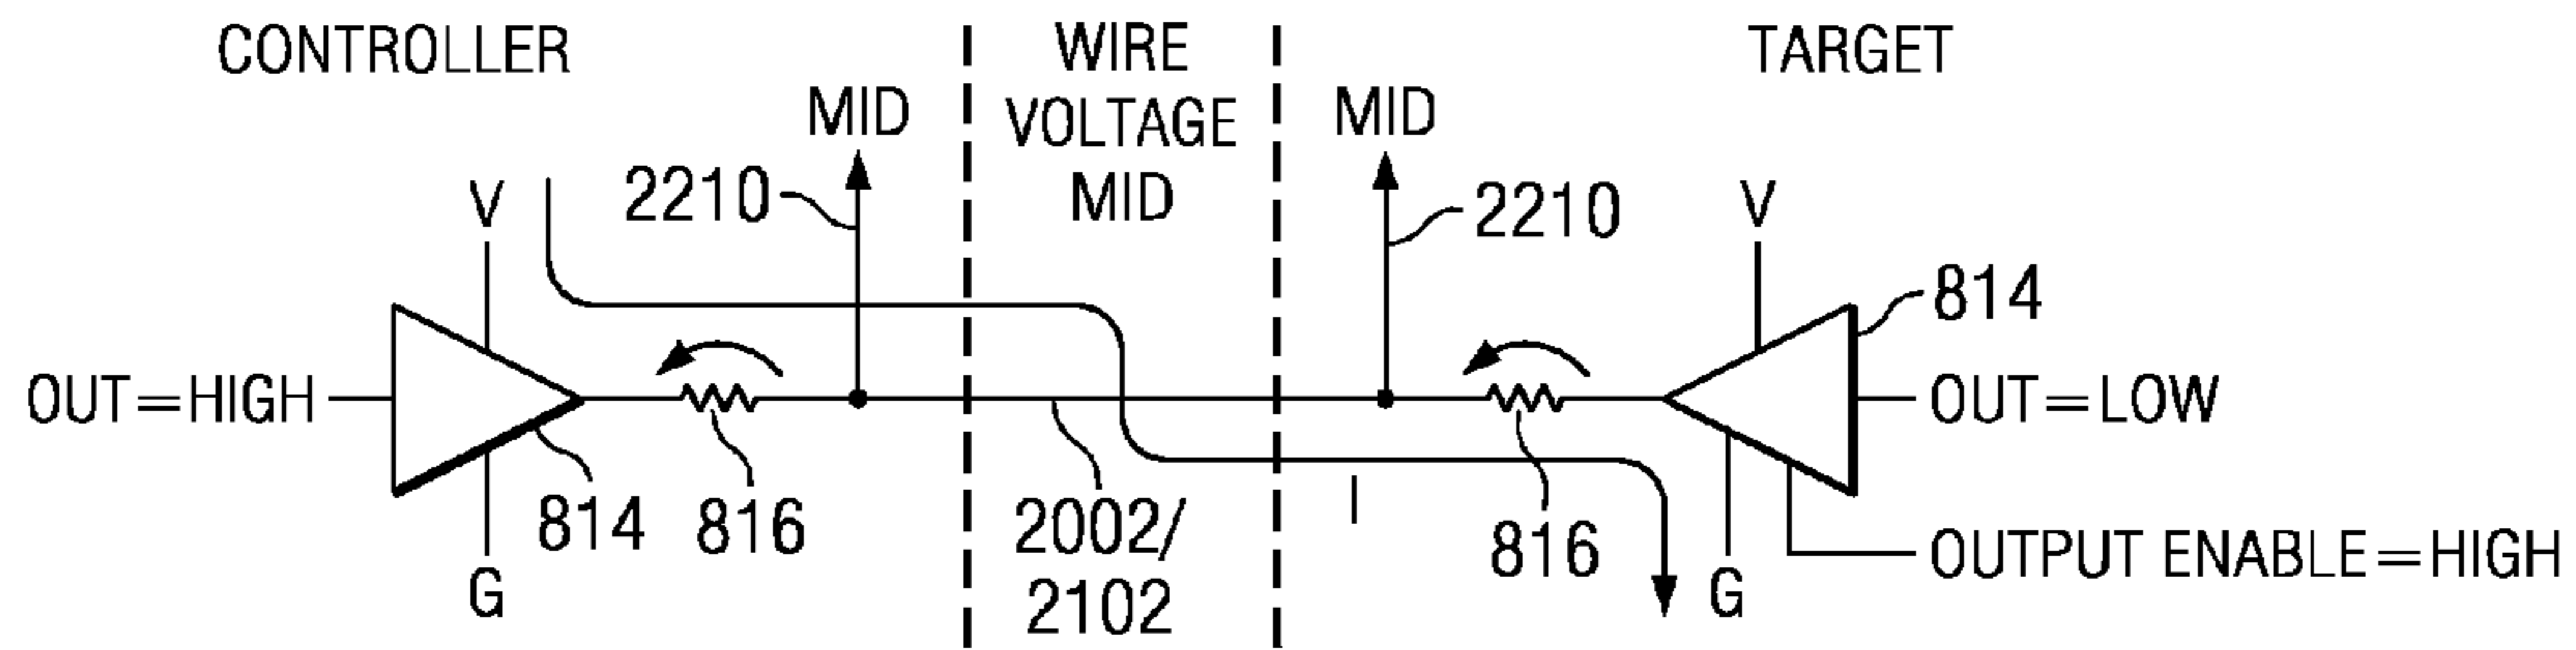 CONTROLLER
WIRE
VOLTAGE
MID
TARGET
MID
MID
2210
2210
V
V
814
OUT=HIGH
OUT=LOW
814
816
2002/
2102
I
816
OUTPUT ENABLE=HIGH
G
G